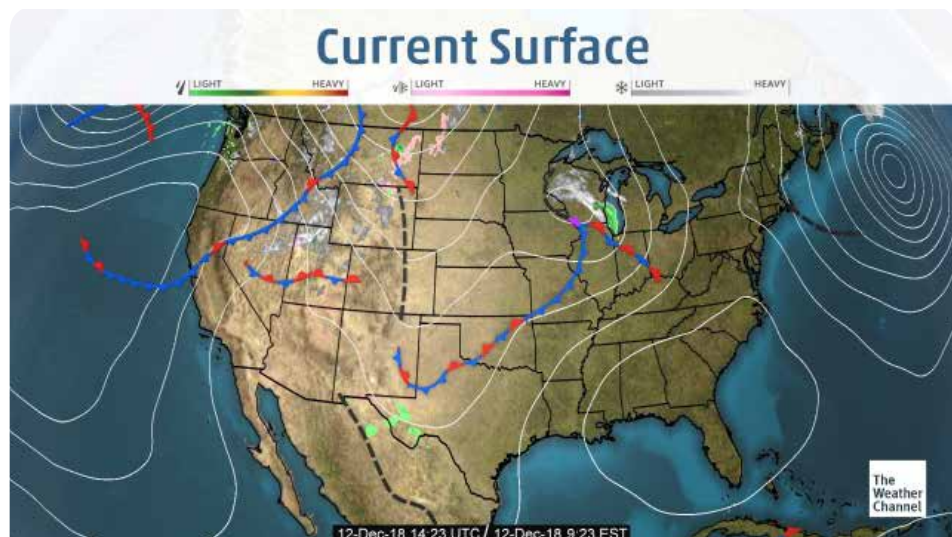 Current Surface
LIGHT HEAVY LIGHT HEAVY LIGHT HEAVY
The
Weather
Channel
12-Dec-18 14:23 UTC / 12-Dec-18 9:23 EST